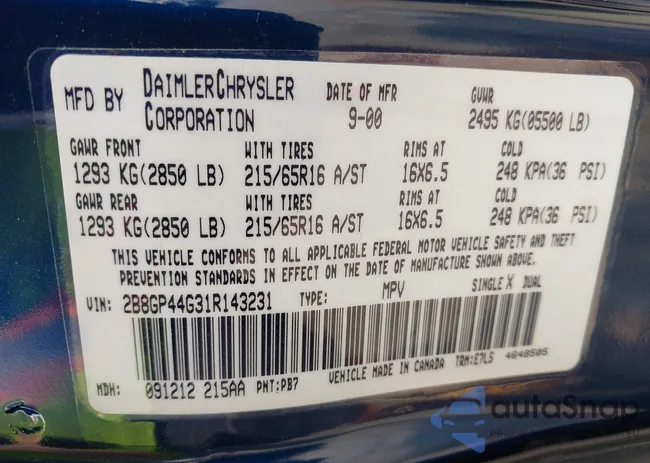 MFD BY DAIMLERCHRYSLER CORPORATION DATE OF MFR 9-00 GVWR 2495 KG(05500 LB)
GAWR FRONT WITH TIRES RIMS AT COLD
1293 KG(2850 LB) 215/65R16 A/ST 16X6.5 248 KPA(36 PSI)
GAWR REAR WITH TIRES RIMS AT COLD
1293 KG(2850 LB) 215/65R16 A/ST 16X6.5 248 KPA(36 PSI)
THIS VEHICLE CONFORMS TO ALL APPLICABLE FEDERAL MOTOR VEHICLE SAFETY AND THEFT
PREVENTION STANDARDS IN EFFECT ON THE DATE OF MANUFACTURE SHOWN ABOVE.
VIN: 2B8GP44G31R143231 TYPE: MPV SINGLE X DUAL
VEHICLE MADE IN CANADA TRM:E7L5 4648505
MDH: 091212 215AA PNT:PB7
autoSnap